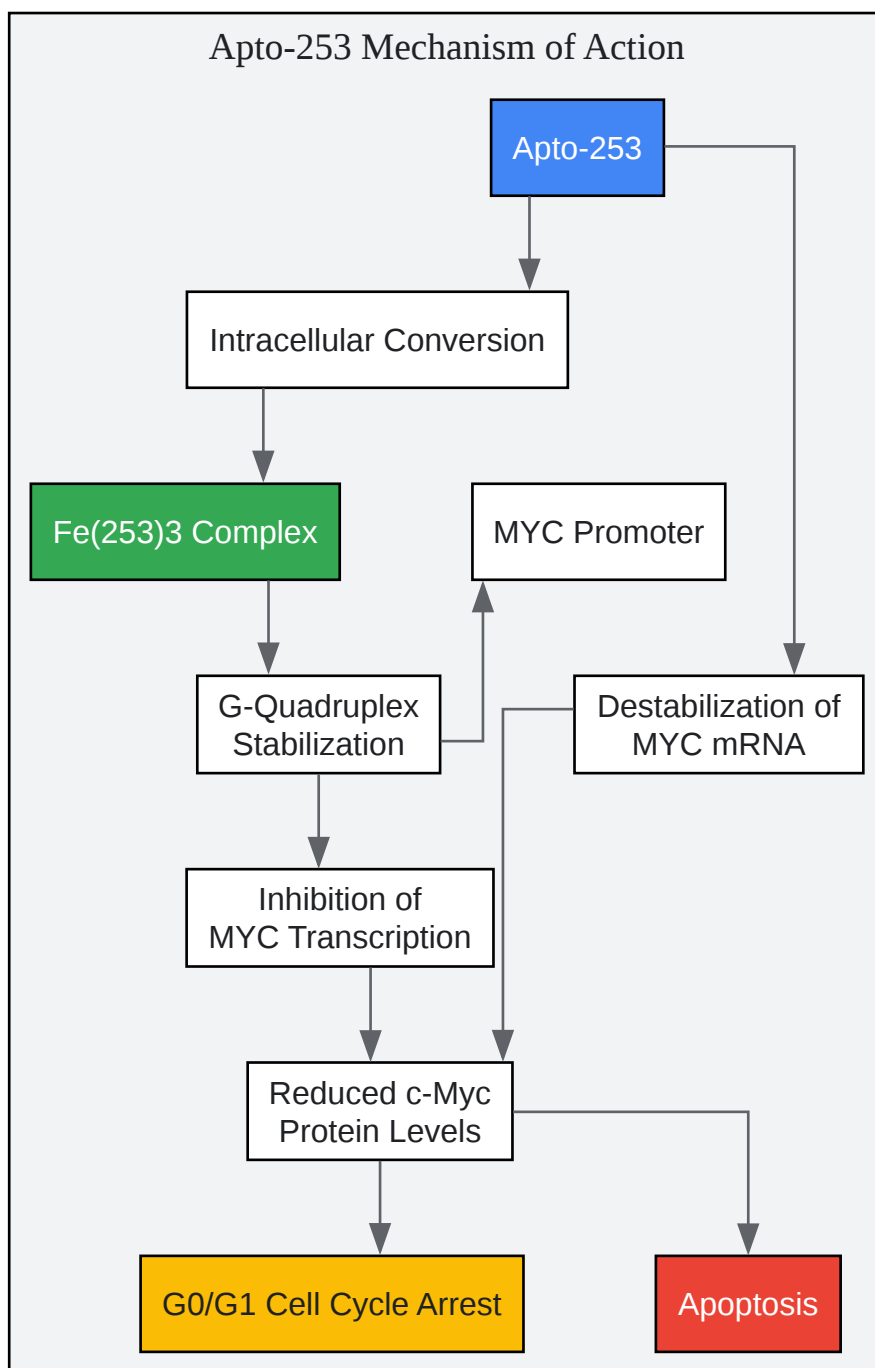 Apto-253 Mechanism of Action
Apto-253
Intracellular Conversion
Fe(253)3 Complex
MYC Promoter
G-Quadruplex
Stabilization
Destabilization of
MYC mRNA
Inhibition of
MYC Transcription
Reduced c-Myc
Protein Levels
G0/G1 Cell Cycle Arrest
Apoptosis